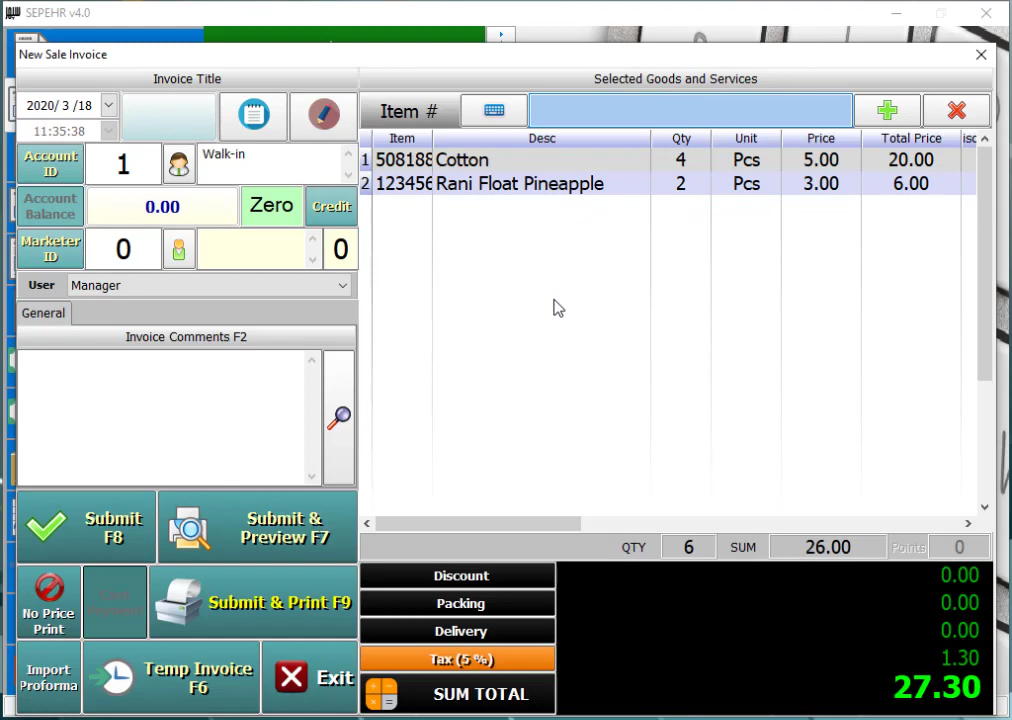 SEPEHR v4.0
New Sale Invoice
Invoice Title
Selected Goods and Services
2020/ 3 /18
11:35:38
Item #
Account ID
1
Walk-in
Account Balance
0.00
Zero
Credit
Marketer ID
0
0
User
Manager
General
Invoice Comments F2
Item Desc Qty Unit Price Total Price isc
1 508188 Cotton 4 Pcs 5.00 20.00
2 123456 Rani Float Pineapple 2 Pcs 3.00 6.00
QTY 6 SUM 26.00 Points 0
Submit F8
Submit & Preview F7
No Price Print
Submit & Print F9
Import Proforma
Temp Invoice F6
Exit
Discount 0.00
Packing 0.00
Delivery 0.00
Tax (5 %) 1.30
SUM TOTAL 27.30